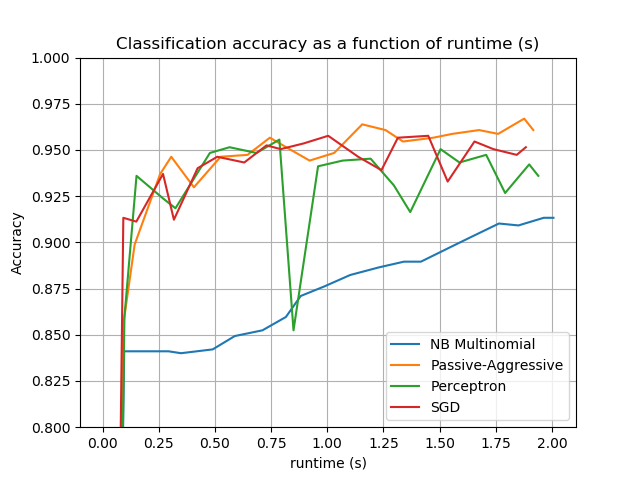 Classification accuracy as a function of runtime (s)
1.000
0.975
0.950
0.925
0.900
0.875
0.850
0.825
0.800
Accuracy
NB Multinomial
Passive-Aggressive
Perceptron
SGD
0.00 0.25 0.50 0.75 1.00 1.25 1.50 1.75 2.00
runtime (s)